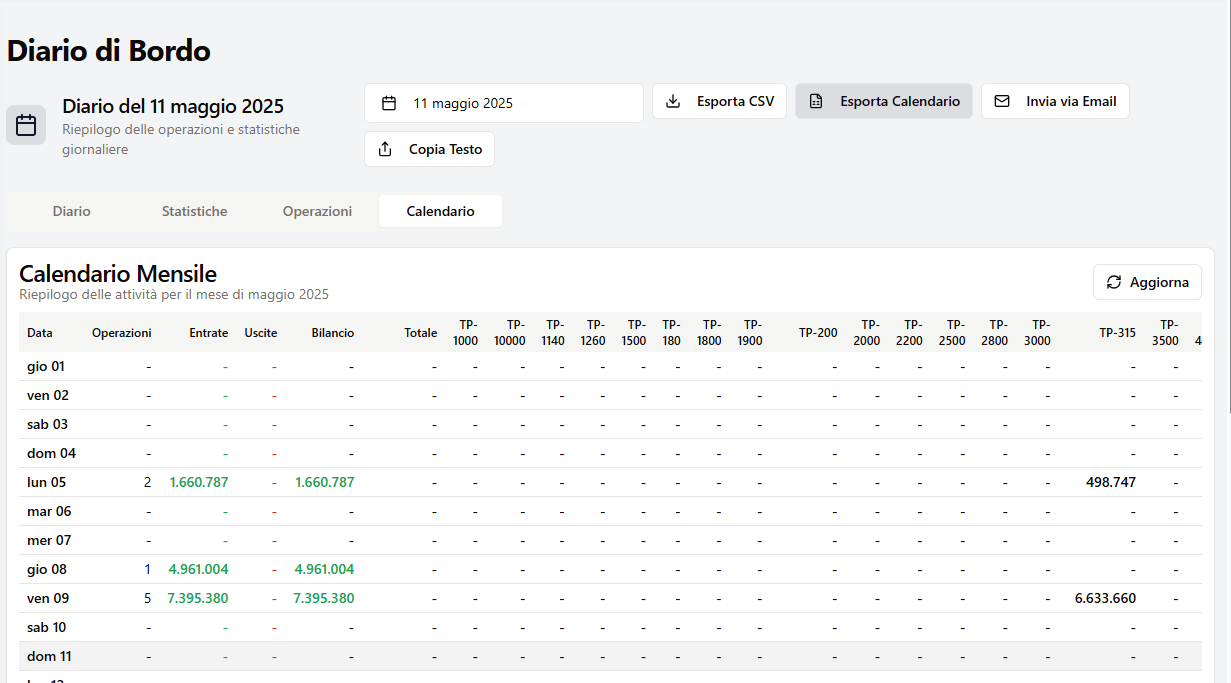 Diario di Bordo
Diario del 11 maggio 2025
Riepilogo delle operazioni e statistiche
giornaliere
11 maggio 2025
Esporta CSV
Esporta Calendario
Invia via Email
Copia Testo
Diario Statistiche Operazioni Calendario
Calendario Mensile
Riepilogo delle attività per il mese di maggio 2025
Aggiorna
Data Operazioni Entrate Uscite Bilancio Totale TP-1000 TP-10000 TP-1140 TP-1260 TP-1500 TP-180 TP-1800 TP-1900 TP-200 TP-2000 TP-2200 TP-2500 TP-2800 TP-3000 TP-315 TP-3500 4
gio 01 - - - - - - - - - - - - - - - - - - - - - -
ven 02 - - - - - - - - - - - - - - - - - - - - - -
sab 03 - - - - - - - - - - - - - - - - - - - - - -
dom 04 - - - - - - - - - - - - - - - - - - - - - -
lun 05 2 1.660.787 - 1.660.787 - - - - - - - - - - - - - - - - 498.747 -
mar 06 - - - - - - - - - - - - - - - - - - - - - -
mer 07 - - - - - - - - - - - - - - - - - - - - - -
gio 08 1 4.961.004 - 4.961.004 - - - - - - - - - - - - - - - - - -
ven 09 5 7.395.380 - 7.395.380 - - - - - - - - - - - - - - - - 6.633.660 -
sab 10 - - - - - - - - - - - - - - - - - - - - - -
dom 11 - - - - - - - - - - - - - - - - - - - - - -